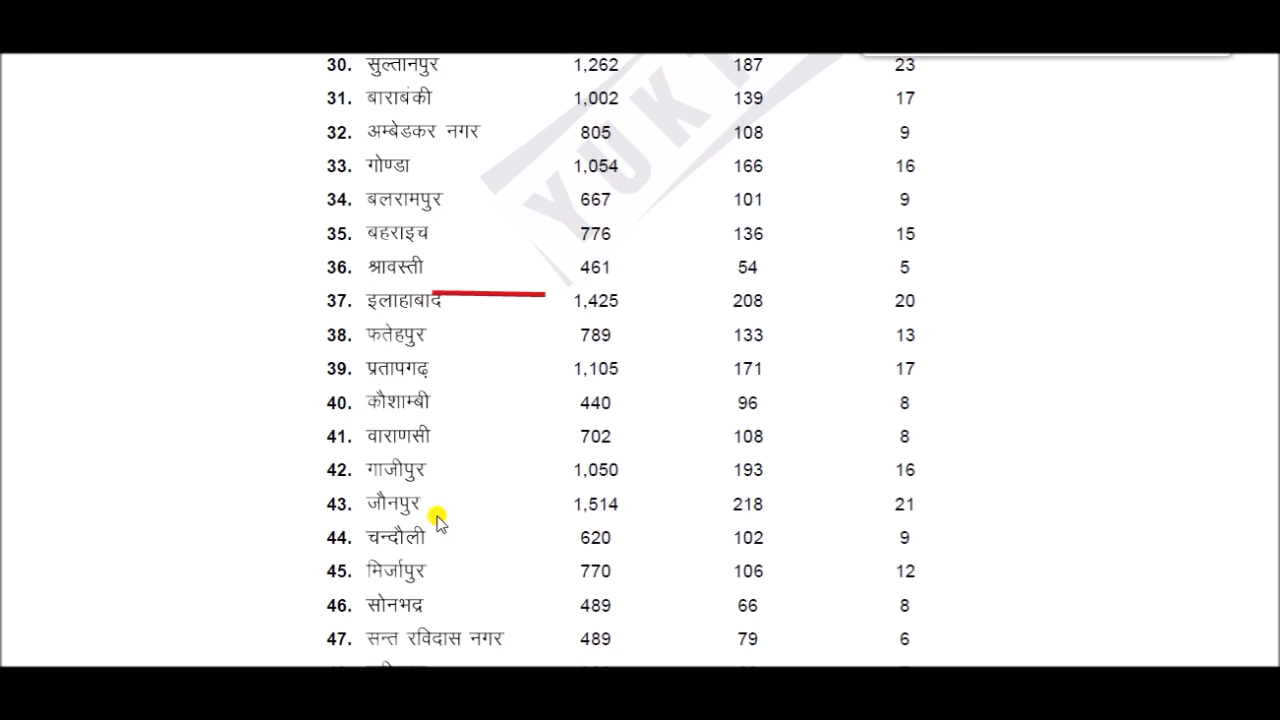 30. सुल्तानपुर 1,262 187 23
31. बाराबंकी 1,002 139 17
32. अम्बेडकर नगर 805 108 9
33. गोण्डा 1,054 166 16
34. बलरामपुर 667 101 9
35. बहराइच 776 136 15
36. श्रावस्ती 461 54 5
37. इलाहाबाद 1,425 208 20
38. फतेहपुर 789 133 13
39. प्रतापगढ़ 1,105 171 17
40. कौशाम्बी 440 96 8
41. वाराणसी 702 108 8
42. गाजीपुर 1,050 193 16
43. जौनपुर 1,514 218 21
44. चन्दौली 620 102 9
45. मिर्जापुर 770 106 12
46. सोनभद्र 489 66 8
47. सन्त रविदास नगर 489 79 6
YUK